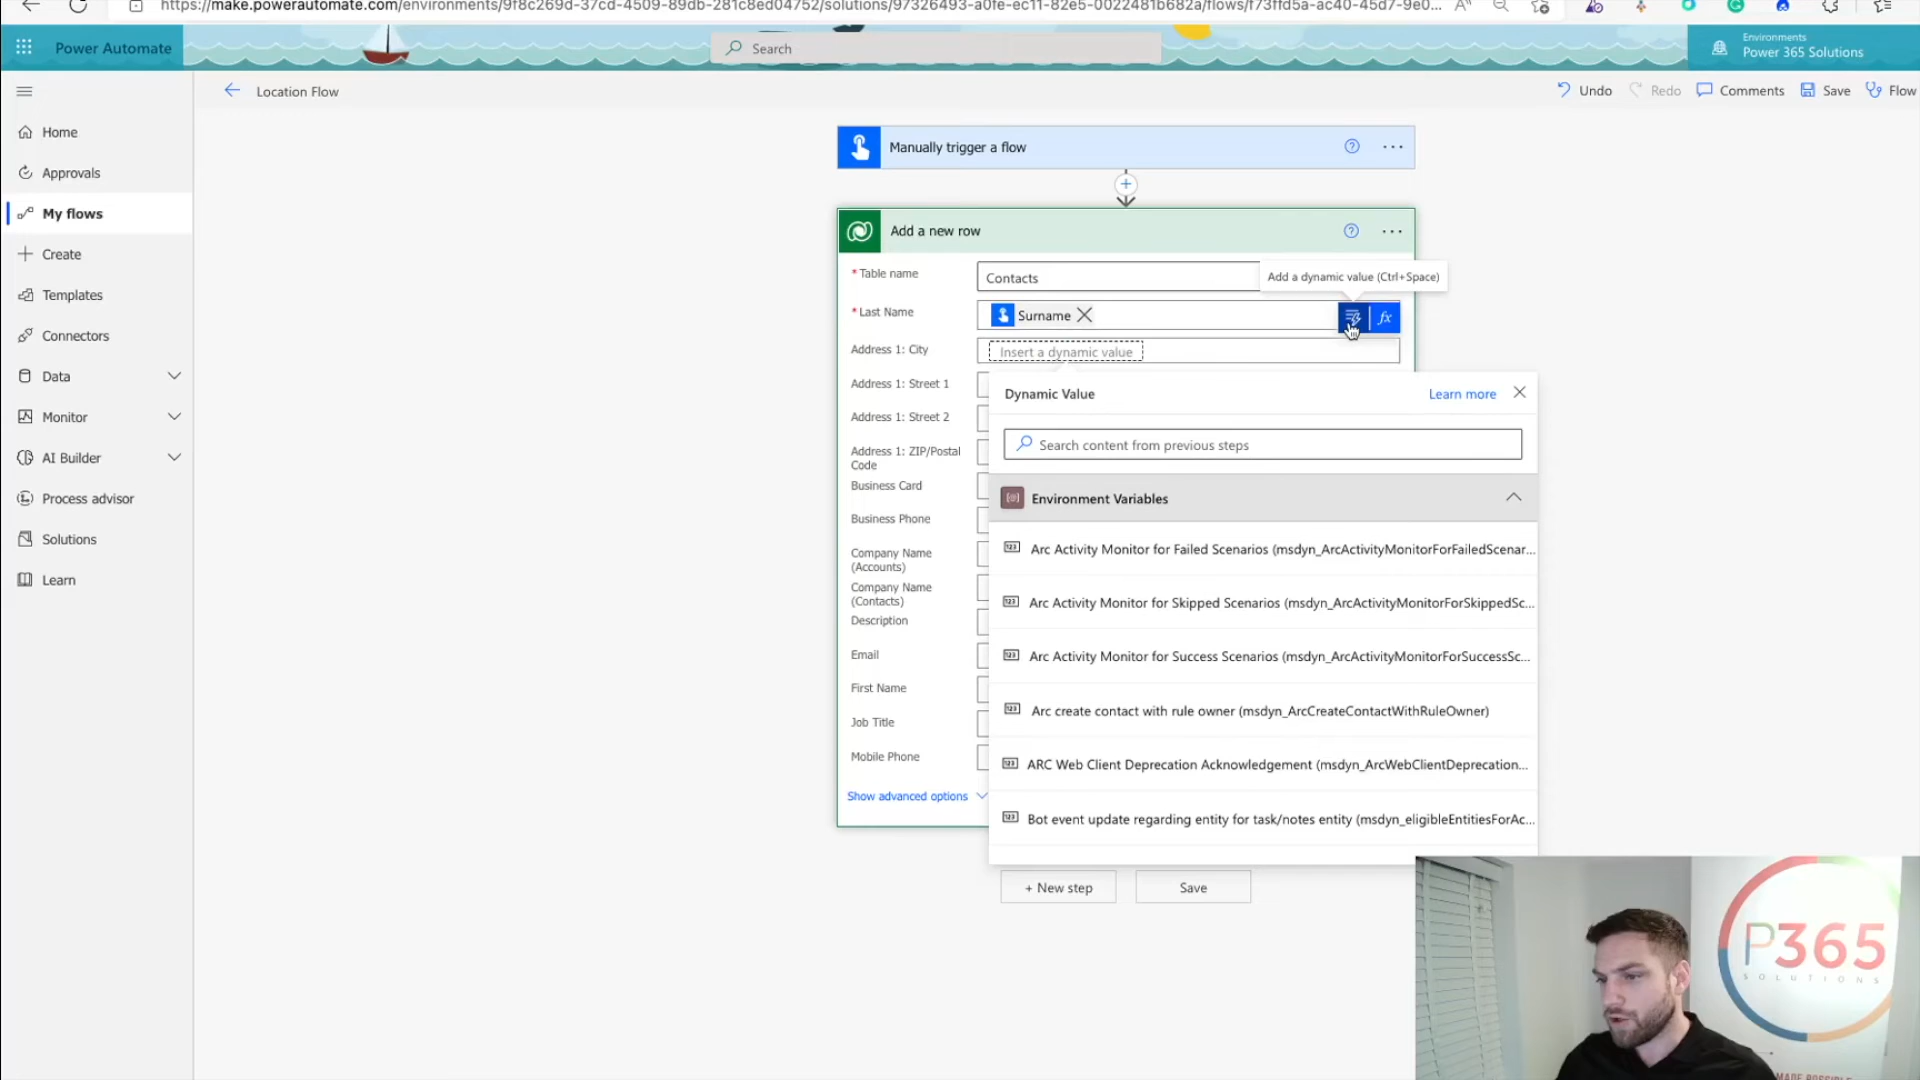 https://make.powerautomate.com/environments/9f8c269d-37cd-4509-89db-281c8ed04752/solutions/97326493-a0fe-ec11-82e5-0022481b682a/flows/f73ffd5a-ac40-45d7-9e0...
Power Automate
Search
Environments
Power 365 Solutions
Location Flow
Undo
Redo
Comments
Save
Flow
Home
Approvals
My flows
Create
Templates
Connectors
Data
Monitor
AI Builder
Process advisor
Solutions
Learn
Manually trigger a flow
Add a new row
* Table name
Contacts
Add a dynamic value (Ctrl+Space)
* Last Name
Surname
fx
Address 1: City
Insert a dynamic value
Address 1: Street 1
Address 1: Street 2
Address 1: ZIP/Postal
Code
Business Card
Business Phone
Company Name
(Accounts)
Company Name
(Contacts)
Description
Email
First Name
Job Title
Mobile Phone
Show advanced options
Dynamic Value
Learn more
Search content from previous steps
Environment Variables
Arc Activity Monitor for Failed Scenarios (msdyn_ArcActivityMonitorForFailedScenar...
Arc Activity Monitor for Skipped Scenarios (msdyn_ArcActivityMonitorForSkippedSc...
Arc Activity Monitor for Success Scenarios (msdyn_ArcActivityMonitorForSuccessSc...
Arc create contact with rule owner (msdyn_ArcCreateContactWithRuleOwner)
ARC Web Client Deprecation Acknowledgement (msdyn_ArcWebClientDeprecation...
Bot event update regarding entity for task/notes entity (msdyn_eligibleEntitiesForAc...
+ New step
Save
P365
SOLUTIONS
MADE POSSIBLE